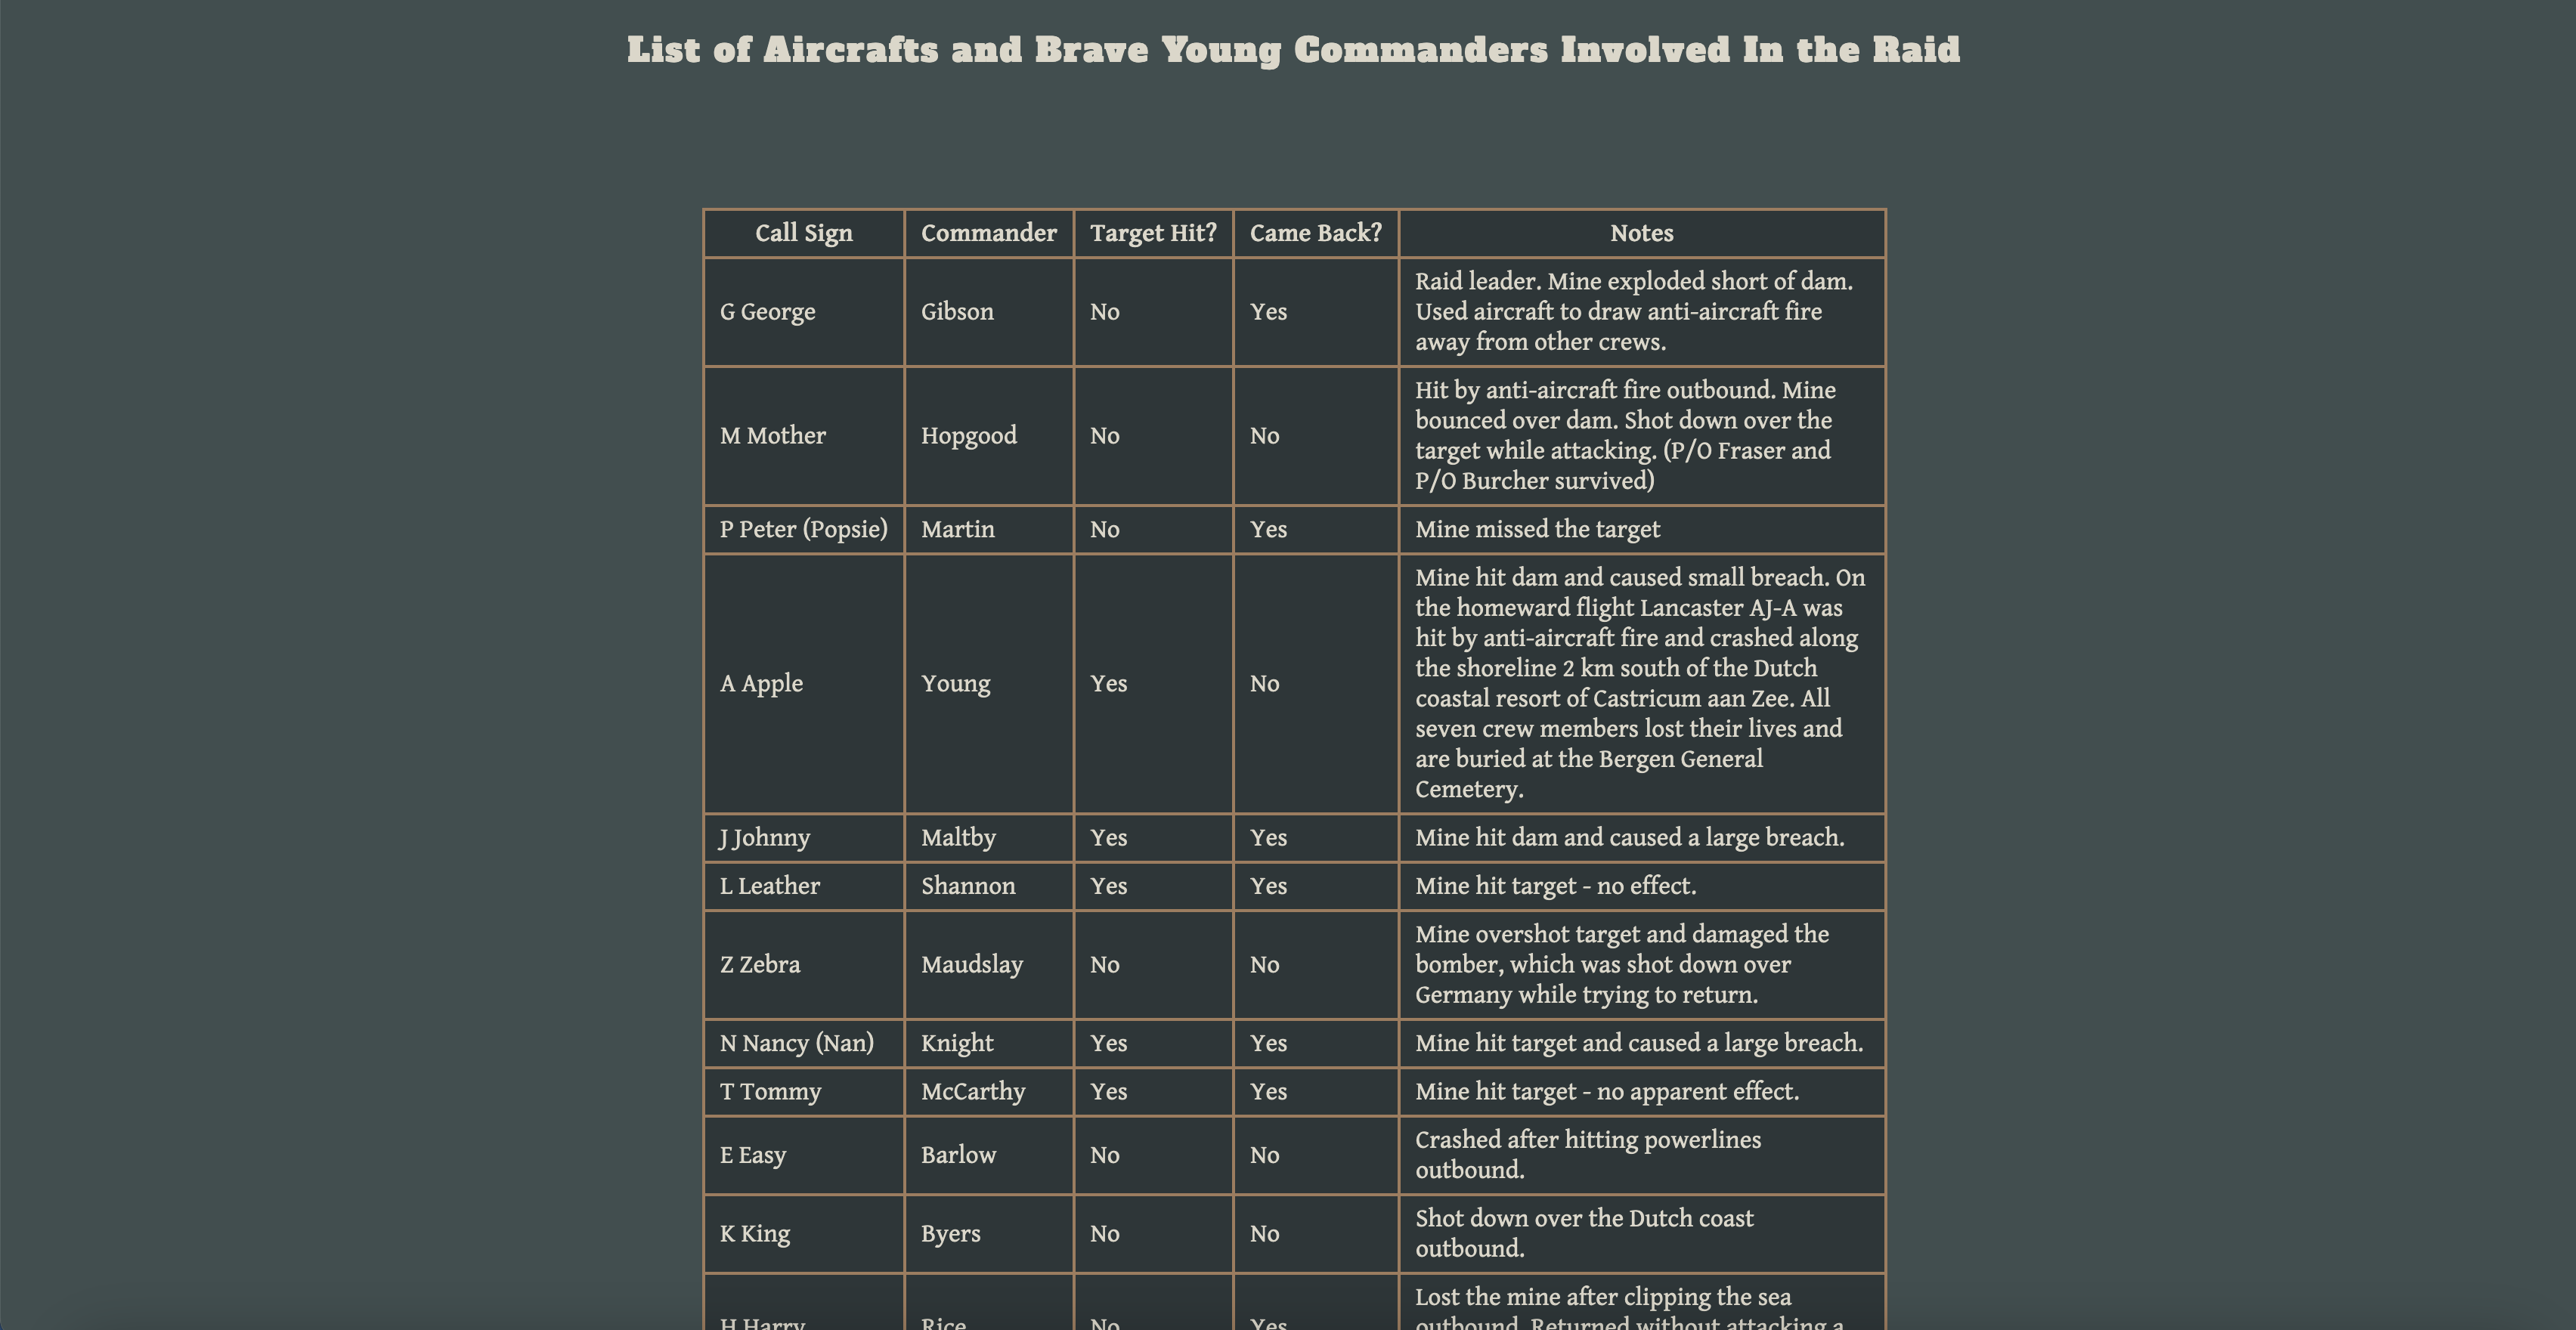 List of Aircrafts and Brave Young Commanders Involved In the Raid
Call Sign Commander Target Hit? Came Back? Notes
G George Gibson No Yes Raid leader. Mine exploded short of dam.
Used aircraft to draw anti-aircraft fire
away from other crews.
M Mother Hopgood No No Hit by anti-aircraft fire outbound. Mine
bounced over dam. Shot down over the
target while attacking. (P/O Fraser and
P/O Burcher survived)
P Peter (Popsie) Martin No Yes Mine missed the target
A Apple Young Yes No Mine hit dam and caused small breach. On
the homeward flight Lancaster AJ-A was
hit by anti-aircraft fire and crashed along
the shoreline 2 km south of the Dutch
coastal resort of Castricum aan Zee. All
seven crew members lost their lives and
are buried at the Bergen General
Cemetery.
J Johnny Maltby Yes Yes Mine hit dam and caused a large breach.
L Leather Shannon Yes Yes Mine hit target - no effect.
Z Zebra Maudslay No No Mine overshot target and damaged the
bomber, which was shot down over
Germany while trying to return.
N Nancy (Nan) Knight Yes Yes Mine hit target and caused a large breach.
T Tommy McCarthy Yes Yes Mine hit target - no apparent effect.
E Easy Barlow No No Crashed after hitting powerlines
outbound.
K King Byers No No Shot down over the Dutch coast
outbound.
H Harry Rice No Yes Lost the mine after clipping the sea
outbound. Returned without attacking a